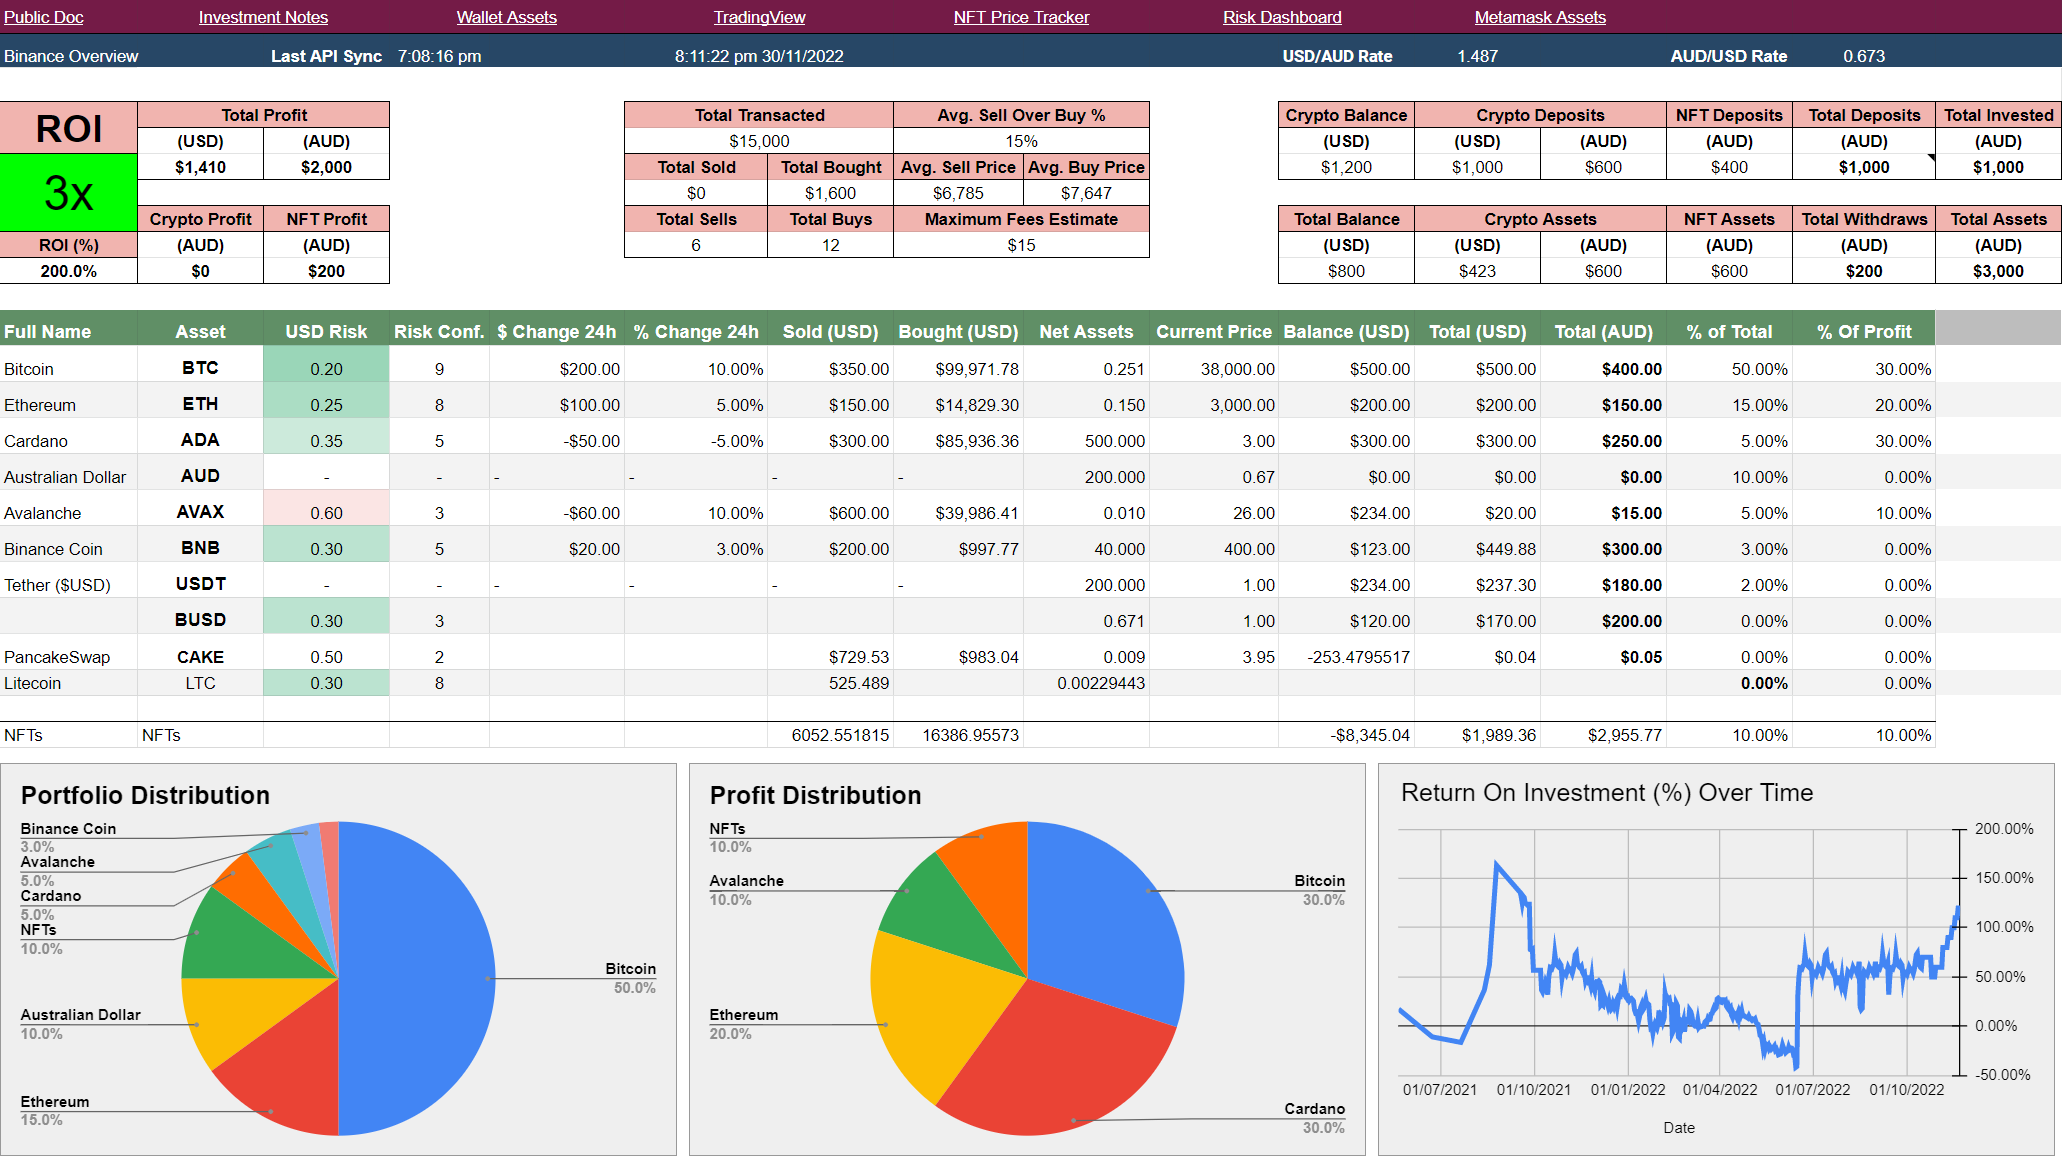 Public Doc Investment Notes Wallet Assets TradingView NFT Price Tracker Risk Dashboard Metamask Assets
Binance Overview Last API Sync 7:08:16 pm 8:11:22 pm 30/11/2022 USD/AUD Rate 1.487 AUD/USD Rate 0.673
ROI Total Profit
(USD) (AUD)
$1,410 $2,000
3x
Crypto Profit NFT Profit
ROI (%) (AUD) (AUD)
200.0% $0 $200
Total Transacted Avg. Sell Over Buy %
$15,000 15%
Total Sold Total Bought Avg. Sell Price Avg. Buy Price
$0 $1,600 $6,785 $7,647
Total Sells Total Buys Maximum Fees Estimate
6 12 $15
Crypto Balance Crypto Deposits NFT Deposits Total Deposits Total Invested
(USD) (USD) (AUD) (AUD) (AUD) (AUD)
$1,200 $1,000 $600 $400 $1,000 $1,000
Total Balance Crypto Assets NFT Assets Total Withdraws Total Assets
(USD) (USD) (AUD) (AUD) (AUD) (AUD)
$800 $423 $600 $600 $200 $3,000
Full Name Asset USD Risk Risk Conf. $ Change 24h % Change 24h Sold (USD) Bought (USD) Net Assets Current Price Balance (USD) Total (USD) Total (AUD) % of Total % Of Profit
Bitcoin BTC 0.20 9 $200.00 10.00% $350.00 $99,971.78 0.251 38,000.00 $500.00 $500.00 $400.00 50.00% 30.00%
Ethereum ETH 0.25 8 $100.00 5.00% $150.00 $14,829.30 0.150 3,000.00 $200.00 $200.00 $150.00 15.00% 20.00%
Cardano ADA 0.35 5 -$50.00 -5.00% $300.00 $85,936.36 500.000 3.00 $300.00 $300.00 $250.00 5.00% 30.00%
Australian Dollar AUD - - - - - - 200.000 0.67 $0.00 $0.00 $0.00 10.00% 0.00%
Avalanche AVAX 0.60 3 -$60.00 10.00% $600.00 $39,986.41 0.010 26.00 $234.00 $20.00 $15.00 5.00% 10.00%
Binance Coin BNB 0.30 5 $20.00 3.00% $200.00 $997.77 40.000 400.00 $123.00 $449.88 $300.00 3.00% 0.00%
Tether ($USD) USDT - - - - - - 200.000 1.00 $234.00 $237.30 $180.00 2.00% 0.00%
BUSD 0.30 3 0.671 1.00 $120.00 $170.00 $200.00 0.00% 0.00%
PancakeSwap CAKE 0.50 2 $729.53 $983.04 0.009 3.95 -253.4795517 $0.04 $0.05 0.00% 0.00%
Litecoin LTC 0.30 8 525.489 0.00229443 0.00% 0.00%
NFTs NFTs 6052.551815 16386.95573 -$8,345.04 $1,989.36 $2,955.77 10.00% 10.00%
Portfolio Distribution
Binance Coin
3.0%
Avalanche
5.0%
Cardano
5.0%
NFTs
10.0%
Bitcoin
50.0%
Australian Dollar
10.0%
Ethereum
15.0%
Profit Distribution
NFTs
10.0%
Avalanche
10.0%
Bitcoin
30.0%
Ethereum
20.0%
Cardano
30.0%
Return On Investment (%) Over Time
200.00%
150.00%
100.00%
50.00%
0.00%
-50.00%
01/07/2021 01/10/2021 01/01/2022 01/04/2022 01/07/2022 01/10/2022
Date